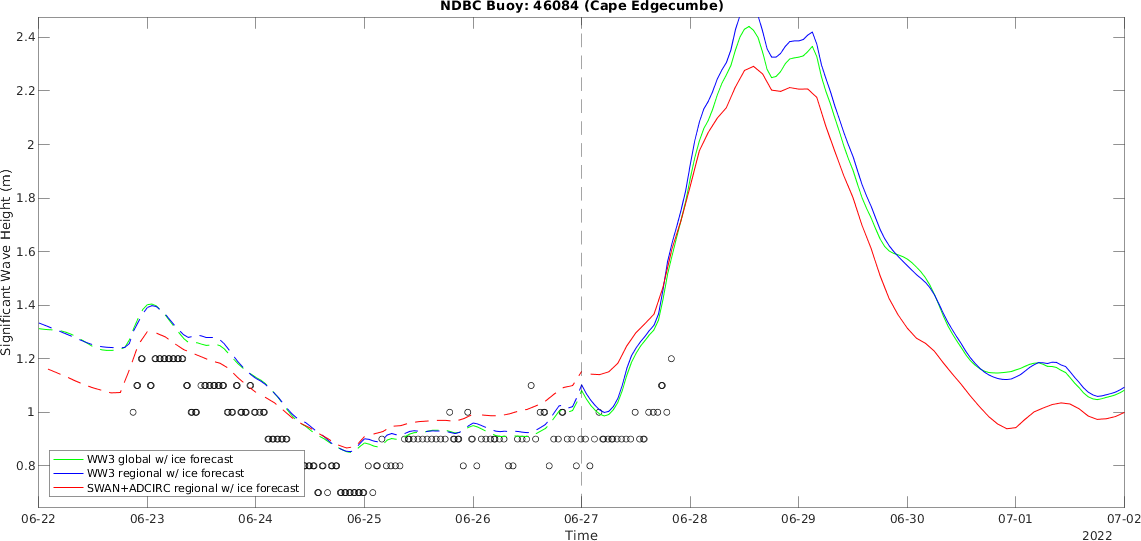 NDBC Buoy: 46084 (Cape Edgecumbe)
Significant Wave Height (m)
2.4
2.2
2
1.8
1.6
1.4
1.2
1
0.8
WW3 global w/ ice forecast
WW3 regional w/ ice forecast
SWAN+ADCIRC regional w/ ice forecast
06-22 06-23 06-24 06-25 06-26 06-27 06-28 06-29 06-30 07-01 07-02
Time
2022